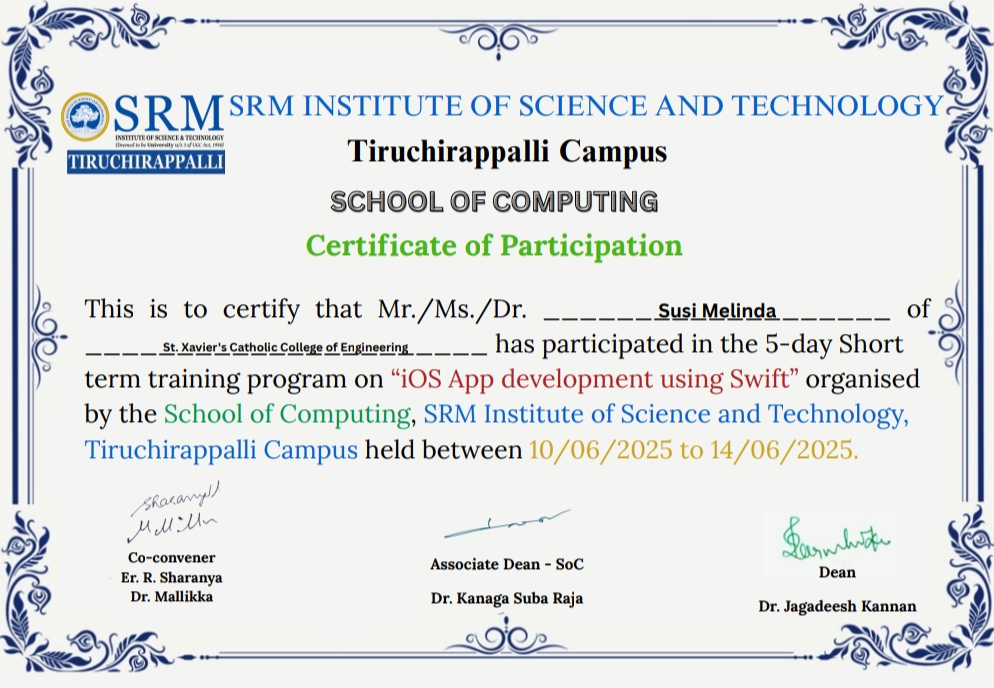 SRM SRM INSTITUTE OF SCIENCE AND TECHNOLOGY
INSTITUTE OF SCIENCE & TECHNOLOGY
(Deemed to be University u/s 3 of UGC Act, 1956)
TIRUCHIRAPPALLI
Tiruchirappalli Campus
SCHOOL OF COMPUTING
Certificate of Participation
This is to certify that Mr./Ms./Dr. ______Susi Melinda______ of
____St. Xavier's Catholic College of Engineering____ has participated in the 5-day Short
term training program on “iOS App development using Swift” organised
by the School of Computing, SRM Institute of Science and Technology,
Tiruchirappalli Campus held between 10/06/2025 to 14/06/2025.
Sharanya
Co-convener
Er. R. Sharanya
Dr. Mallikka
Associate Dean - SoC
Dr. Kanaga Suba Raja
Dean
Dr. Jagadeesh Kannan